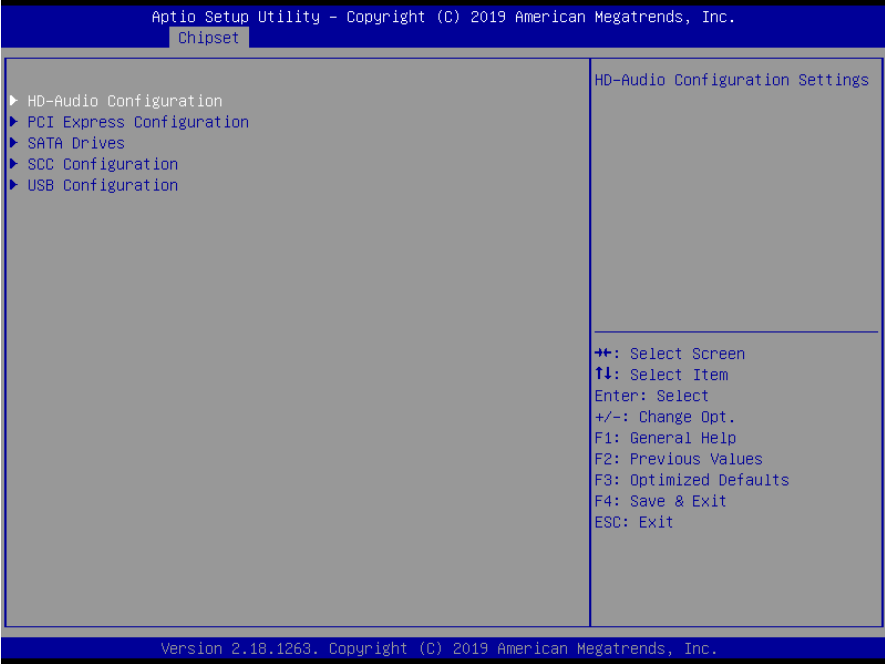 Aptio Setup Utility – Copyright (C) 2019 American Megatrends, Inc.
Chipset
HD-Audio Configuration
PCI Express Configuration
SATA Drives
SCC Configuration
USB Configuration
HD-Audio Configuration Settings
→←: Select Screen
↑↓: Select Item
Enter: Select
+/-: Change Opt.
F1: General Help
F2: Previous Values
F3: Optimized Defaults
F4: Save & Exit
ESC: Exit
Version 2.18.1263. Copyright (C) 2019 American Megatrends, Inc.